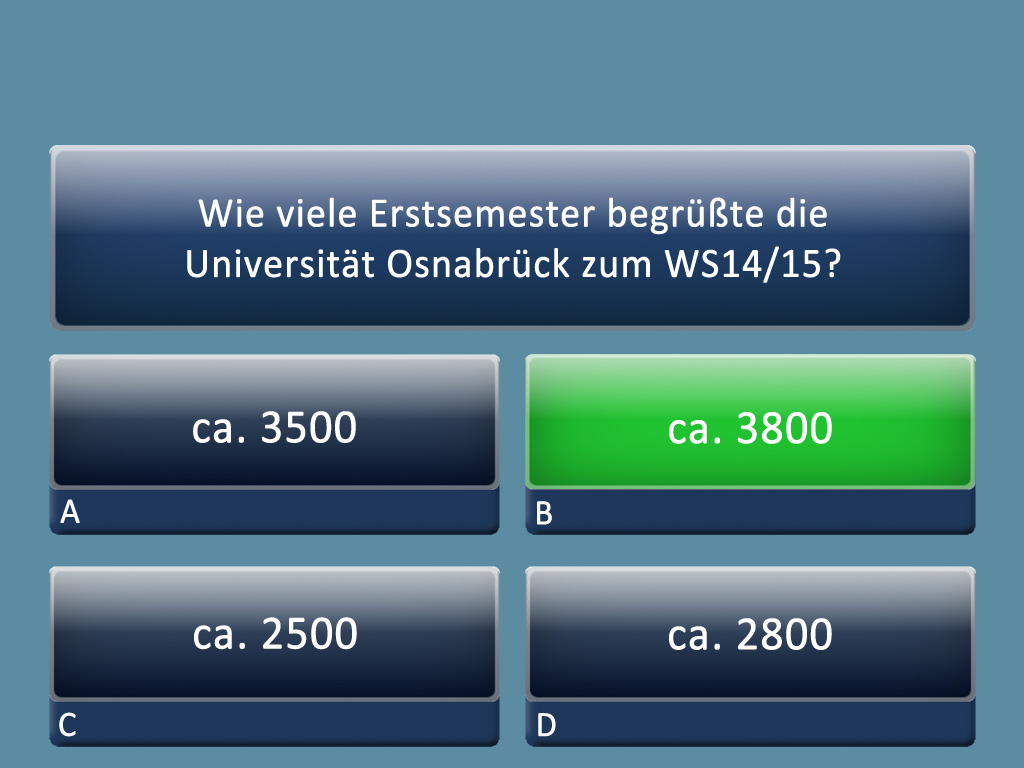 Wie viele Erstsemester begrüßte die
Universität Osnabrück zum WS14/15?
ca. 3500
A
ca. 3800
B
ca. 2500
C
ca. 2800
D